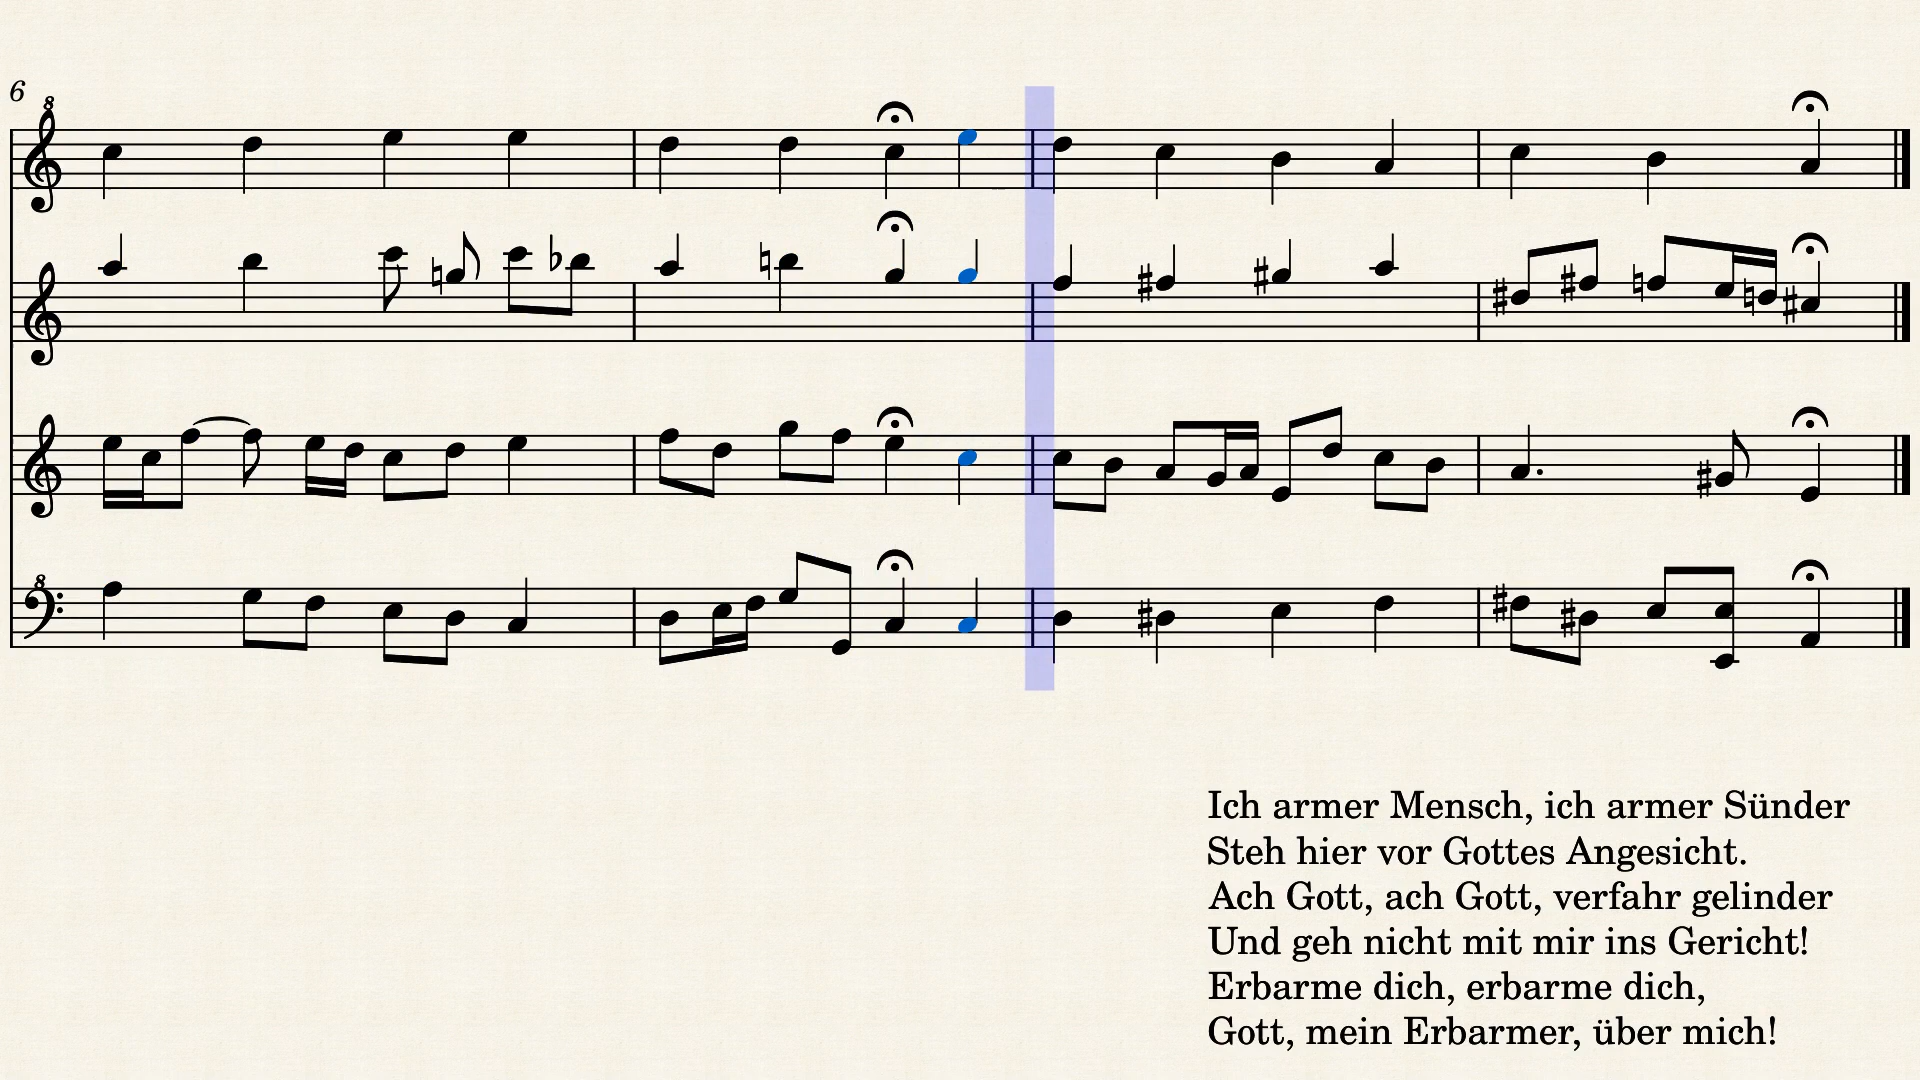 6
Ich armer Mensch, ich armer Sünder
Steh hier vor Gottes Angesicht.
Ach Gott, ach Gott, verfahr gelinder
Und geh nicht mit mir ins Gericht!
Erbarme dich, erbarme dich,
Gott, mein Erbarmer, über mich!